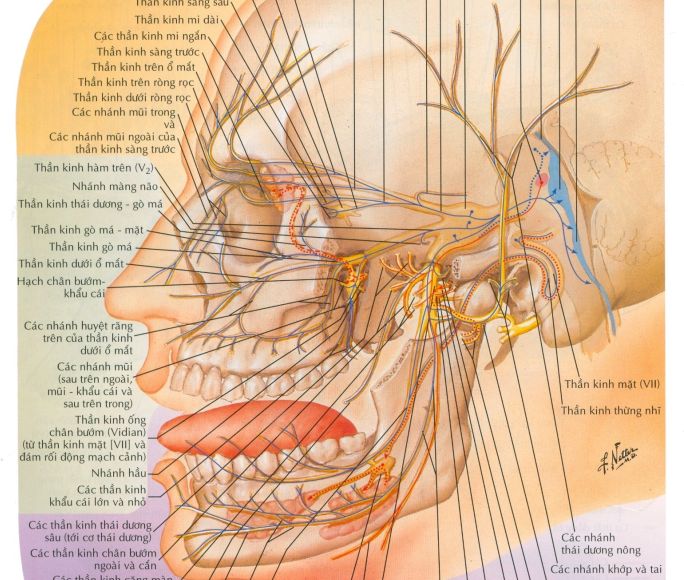 Thần kinh sàng sau
Thần kinh mi dài
Các thần kinh mi ngắn
Thần kinh sàng trước
Thần kinh trên ổ mắt
Thần kinh trên ròng rọc
Thần kinh dưới ròng rọc
Các nhánh mũi trong
và
Các nhánh mũi ngoài của
thần kinh sàng trước
Thần kinh hàm trên (V2)
Nhánh màng não
Thần kinh thái dương - gò má
Thần kinh gò má - mặt
Thần kinh gò má
Thần kinh dưới ổ mắt
Hạch chân bướm-
khẩu cái
Các nhánh huyệt răng
trên của thần kinh
dưới ổ mắt
Các nhánh mũi
(sau trên ngoài,
mũi - khẩu cái và
sau trên trong)
Thần kinh ống
chân bướm (Vidian)
(từ thần kinh mặt [VII] và
đám rối động mạch cảnh)
Nhánh hầu
Các thần kinh
khẩu cái lớn và nhỏ
Các thần kinh thái dương
sâu (tới cơ thái dương)
Các thần kinh chân bướm
ngoài và cắn
Thần kinh mặt (VII)
Thần kinh thừng nhĩ
F. Netter
M.D.
Các nhánh
thái dương nông
Các nhánh khớp và tai